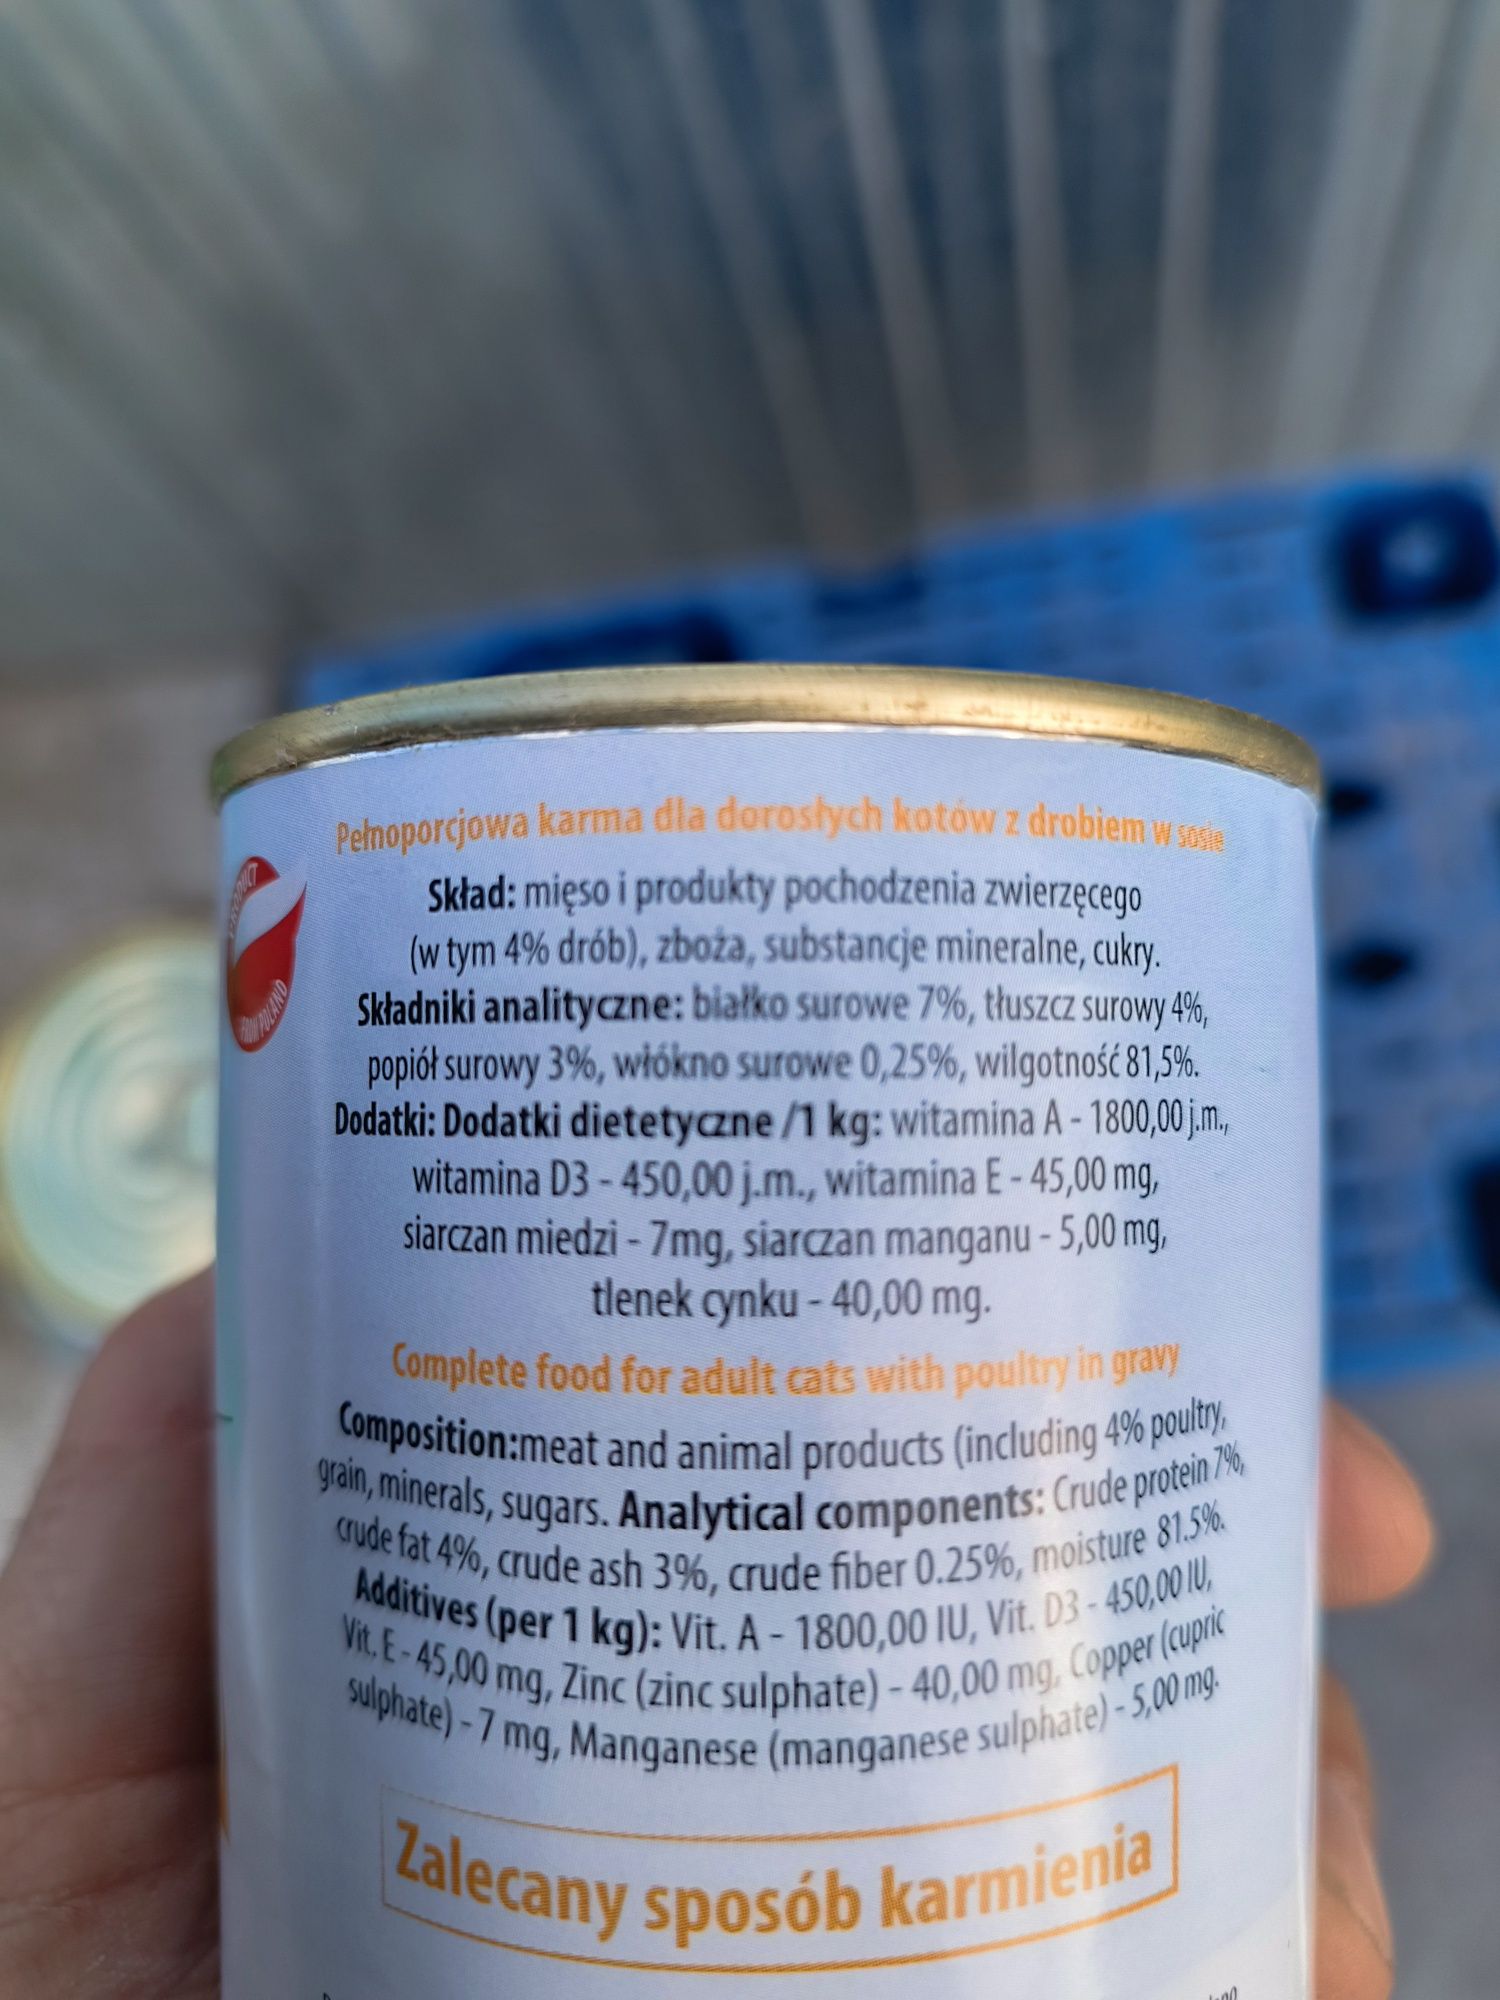 PRODUCT
FROM POLAND
Pełnoporcjowa karma dla dorosłych kotów z drobiem w sosie
Skład: mięso i produkty pochodzenia zwierzęcego
(w tym 4% drób), zboża, substancje mineralne, cukry.
Składniki analityczne: białko surowe 7%, tłuszcz surowy 4%,
popiół surowy 3%, włókno surowe 0,25%, wilgotność 81,5%.
Dodatki: Dodatki dietetyczne /1 kg: witamina A - 1800,00 j.m.,
witamina D3 - 450,00 j.m., witamina E - 45,00 mg,
siarczan miedzi - 7mg, siarczan manganu - 5,00 mg,
tlenek cynku - 40,00 mg.
Complete food for adult cats with poultry in gravy
Composition:meat and animal products (including 4% poultry,
grain, minerals, sugars. Analytical components: Crude protein 7%,
crude fat 4%, crude ash 3%, crude fiber 0.25%, moisture 81.5%.
Additives (per 1 kg): Vit. A - 1800,00 IU, Vit. D3 - 450,00 IU,
Vit. E - 45,00 mg, Zinc (zinc sulphate) - 40,00 mg, Copper (cupric
sulphate) - 7 mg, Manganese (manganese sulphate) - 5,00 mg.
Zalecany sposób karmienia